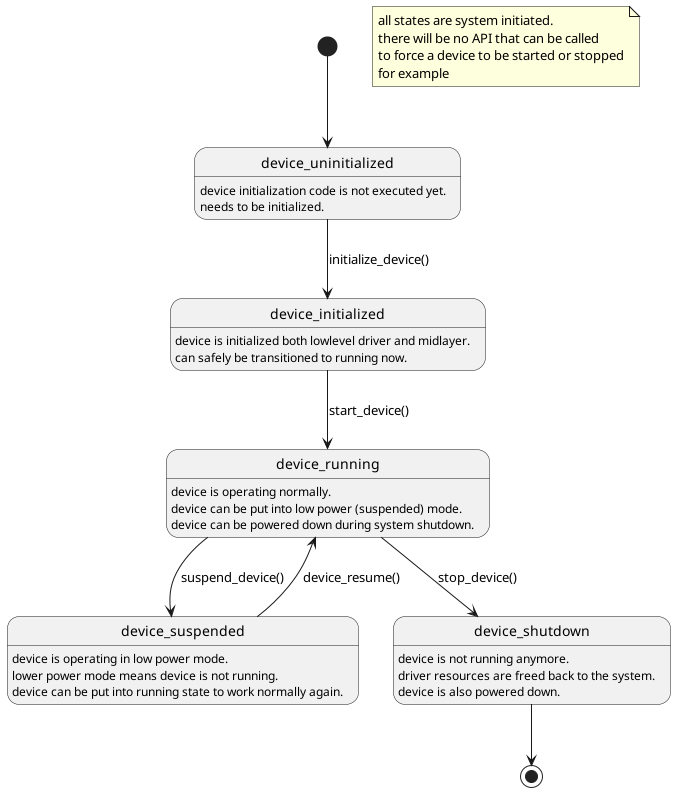 all states are system initiated.
there will be no API that can be called
to force a device to be started or stopped
for example
device_uninitialized
device initialization code is not executed yet.
needs to be initialized.
initialize_device()
device_initialized
device is initialized both lowlevel driver and midlayer.
can safely be transitioned to running now.
start_device()
device_running
device is operating normally.
device can be put into low power (suspended) mode.
device can be powered down during system shutdown.
suspend_device()
device_resume()
stop_device()
device_suspended
device is operating in low power mode.
lower power mode means device is not running.
device can be put into running state to work normally again.
device_shutdown
device is not running anymore.
driver resources are freed back to the system.
device is also powered down.